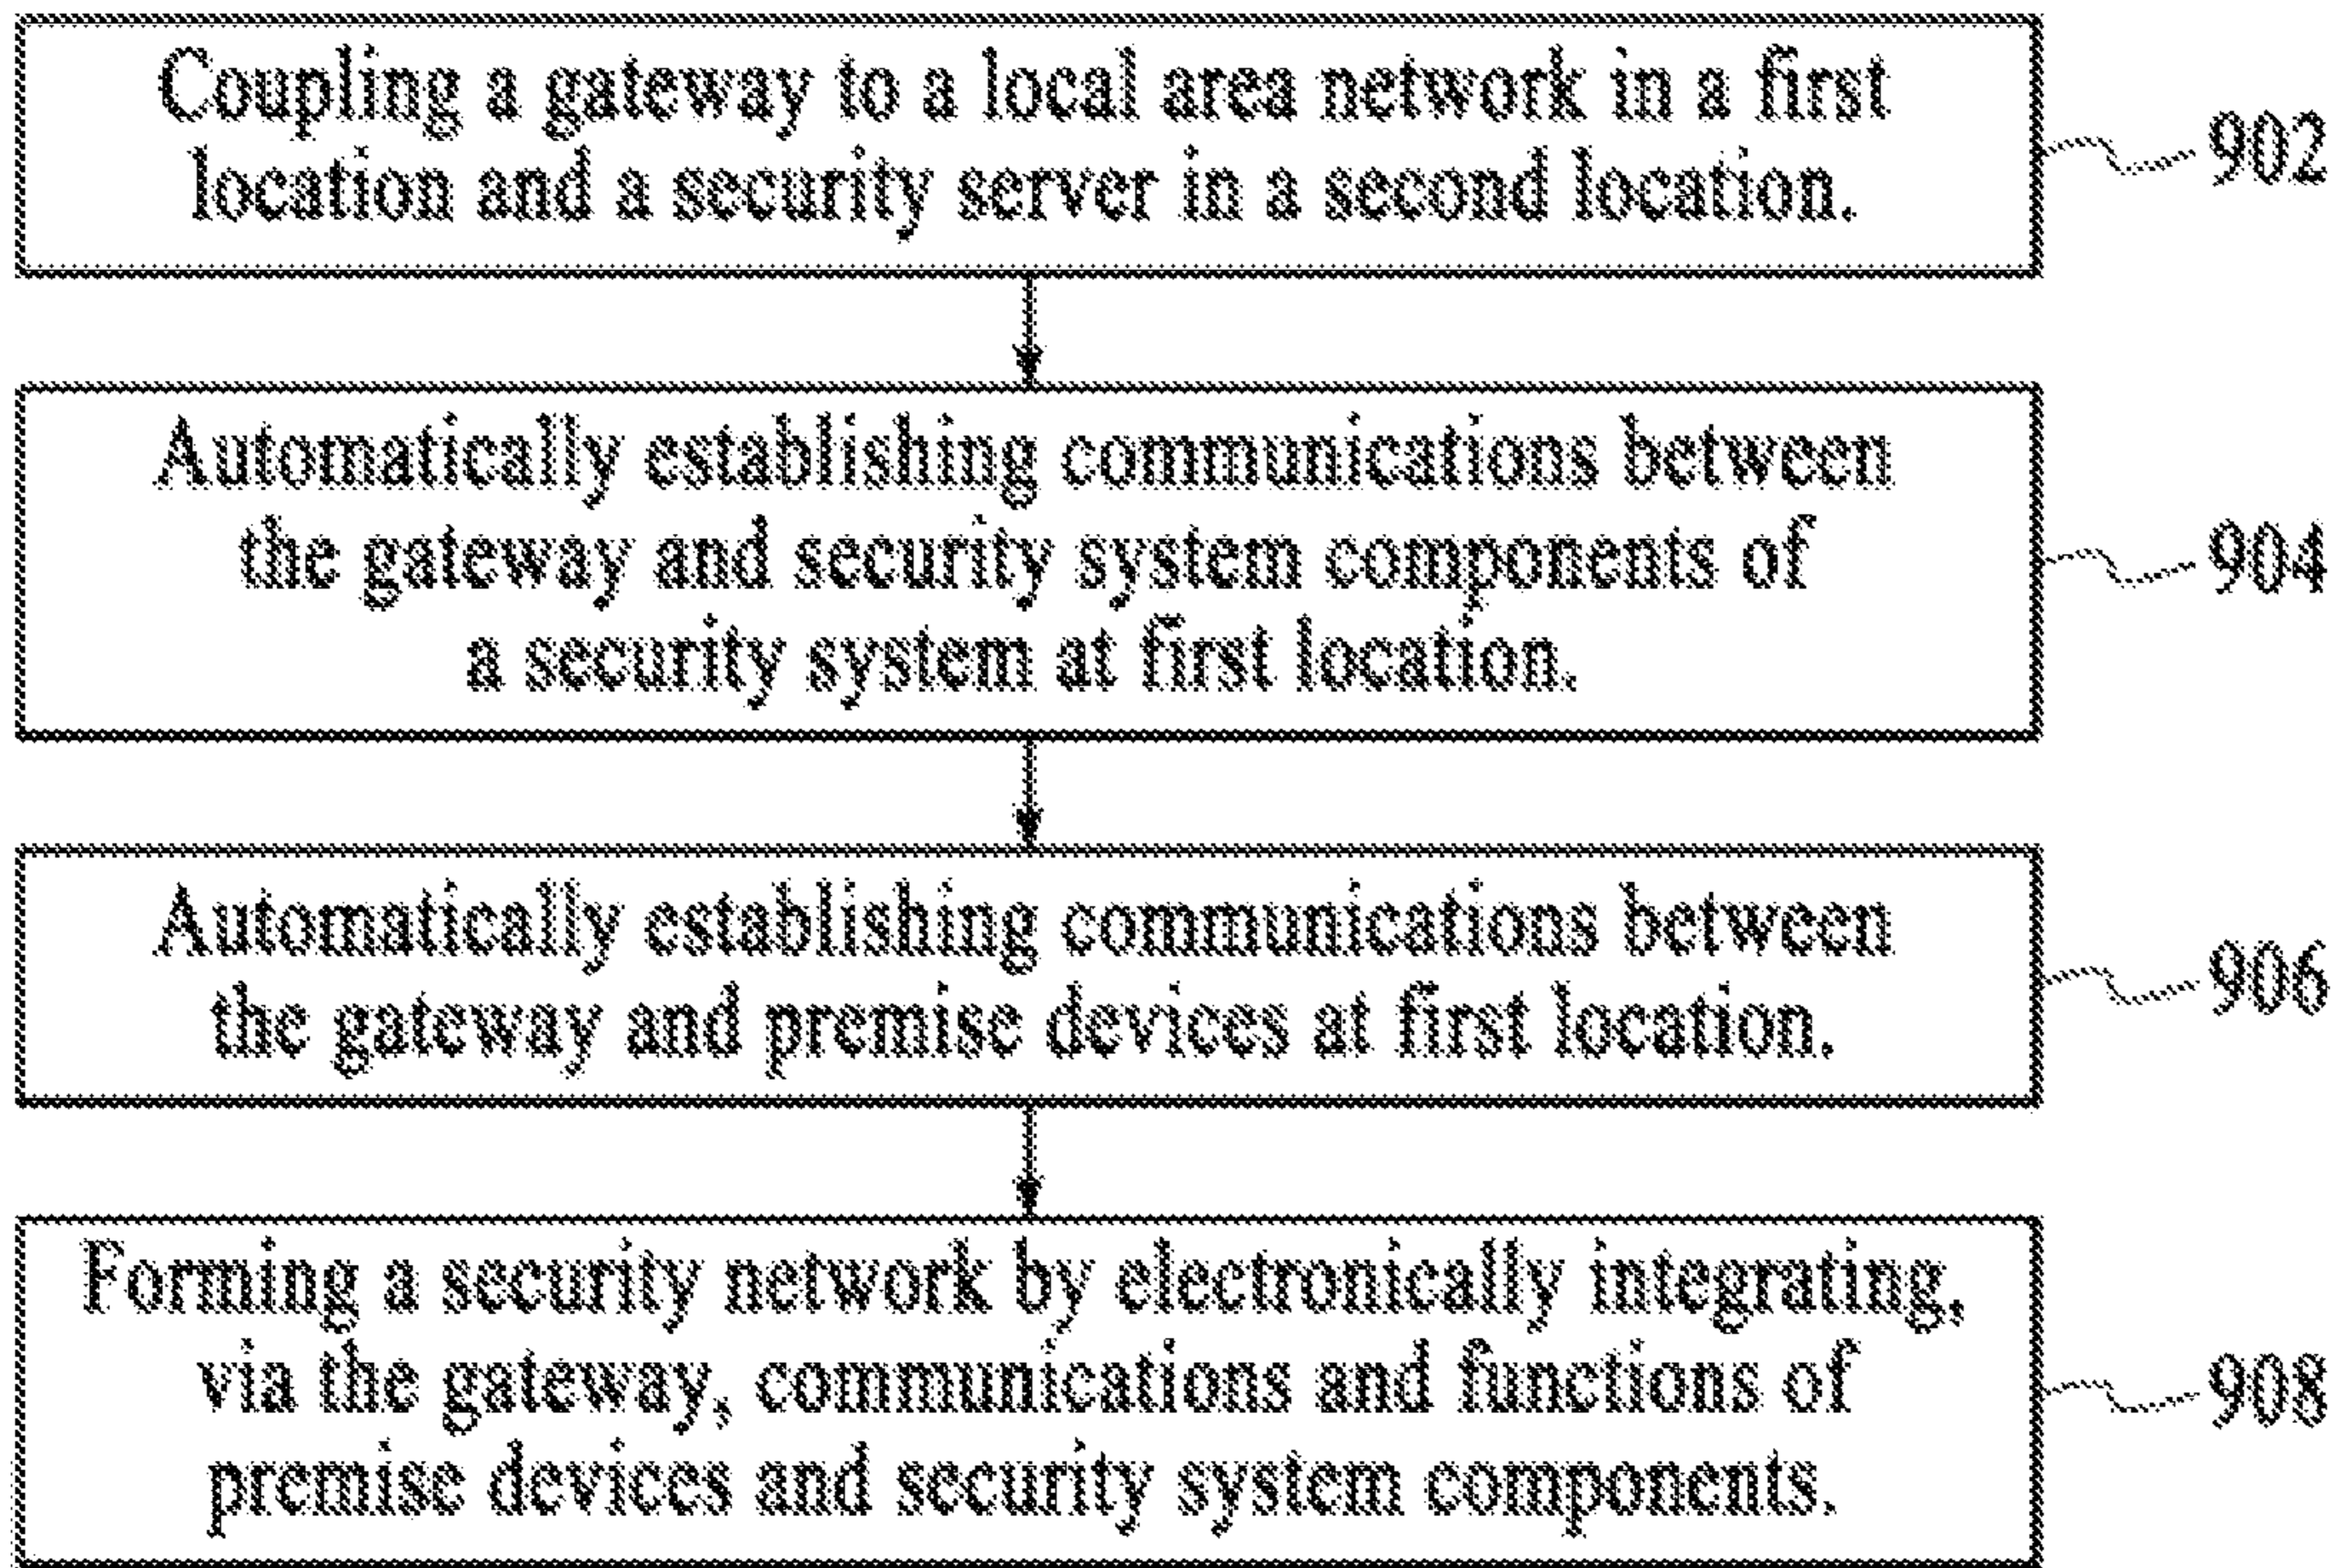 Coupling a gateway to a local area network in a first
location and a security server in a second location.
902
Automatically establishing communications between
the gateway and security system components of
a security system at first location.
904
Automatically establishing communications between
the gateway and premise devices at first location.
906
Forming a security network by electronically integrating,
via the gateway, communications and functions of
premise devices and security system components.
908